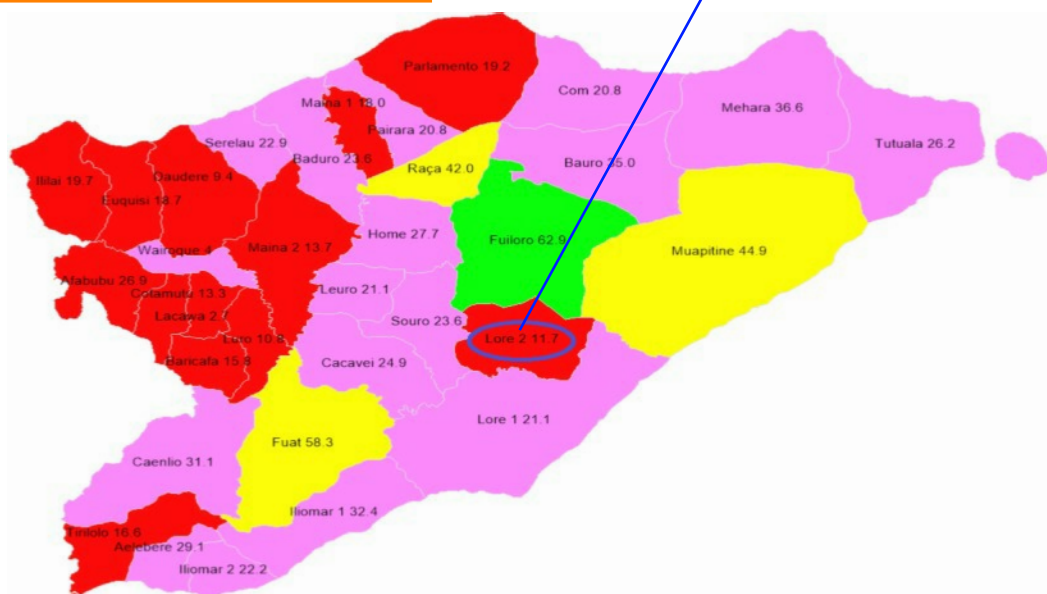 Parlamento 19.2
Com 20.8
Mehara 36.6
Maina 1 18.0
Pairara 20.8
Serelau 22.9
Tutuala 26.2
Baduro 23.6
Bauro 35.0
Raça 42.0
Daudere 9.4
Ililai 19.7
Euquisi 18.7
Home 27.7
Fuiloro 62.9
Maina 2 13.7
Wairoque 4
Muapitine 44.9
Afabubu 26.9
Leuro 21.1
Cotamutu 13.3
Lacawa 2.7
Souro 23.6
Luro 10.8
Lore 2 11.7
Baricafa 15.8
Cacavei 24.9
Lore 1 21.1
Fuat 58.3
Caenlio 31.1
Iliomar 1 32.4
Tirilolo 16.6
Aelebere 29.1
Iliomar 2 22.2